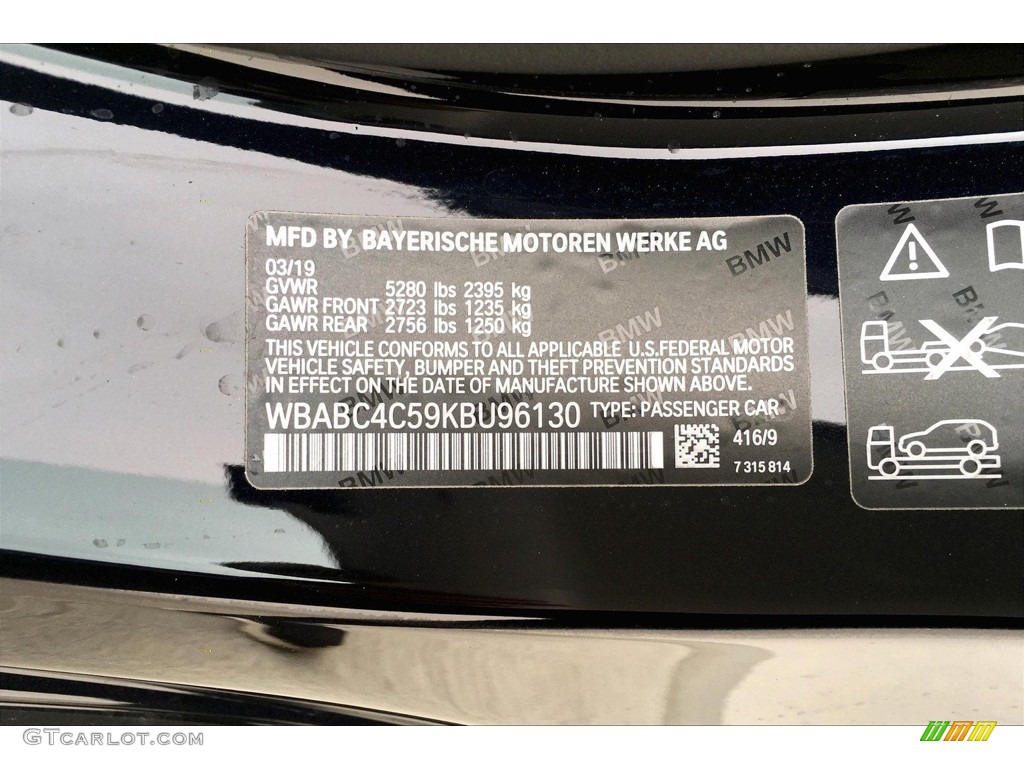 MFD BY BAYERISCHE MOTOREN WERKE AG
03/19
GVWR 5280 lbs 2395 kg
GAWR FRONT 2723 lbs 1235 kg
GAWR REAR 2756 lbs 1250 kg
THIS VEHICLE CONFORMS TO ALL APPLICABLE U.S.FEDERAL MOTOR
VEHICLE SAFETY, BUMPER AND THEFT PREVENTION STANDARDS
IN EFFECT ON THE DATE OF MANUFACTURE SHOWN ABOVE.
WBABC4C59KBU96130 TYPE: PASSENGER CAR
416/9
7 315 814
BMW
GTCARLOT.COM